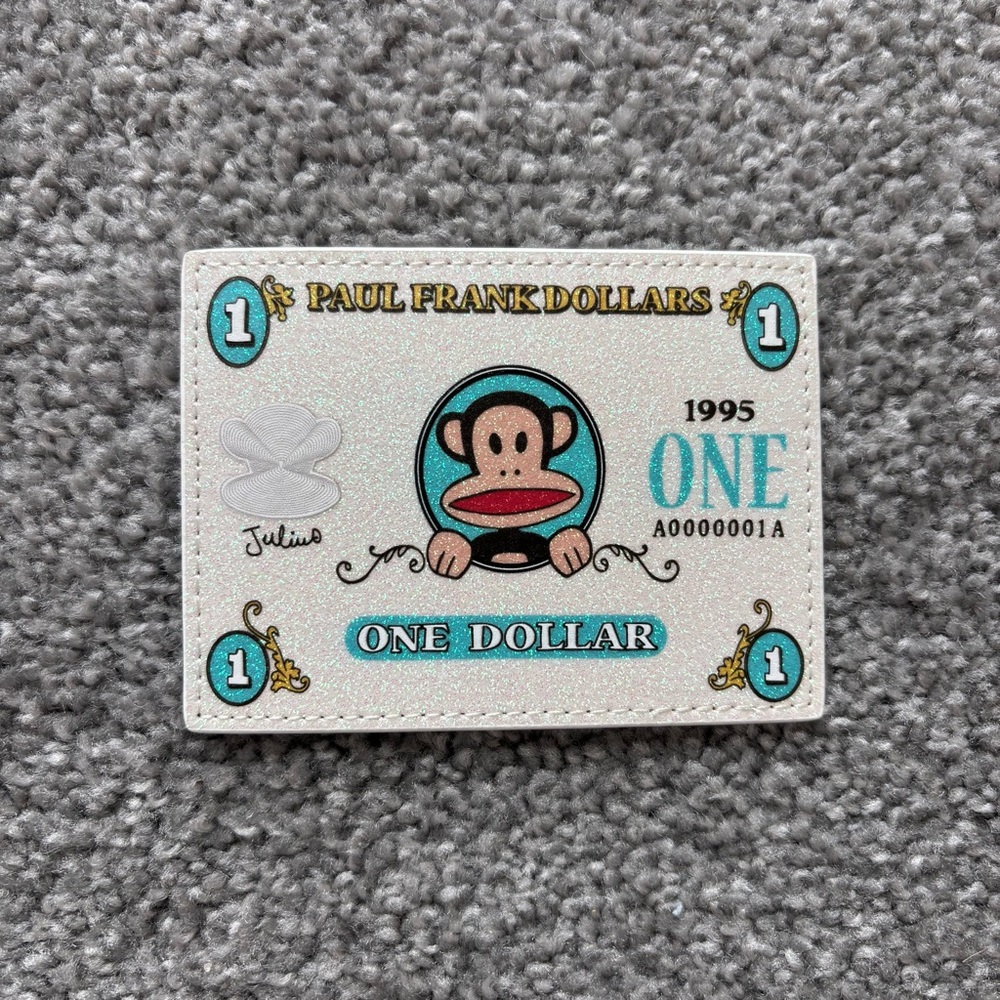 1 PAUL FRANK DOLLARS 1
1995
ONE
A0000001A
Julius
ONE DOLLAR
1 1